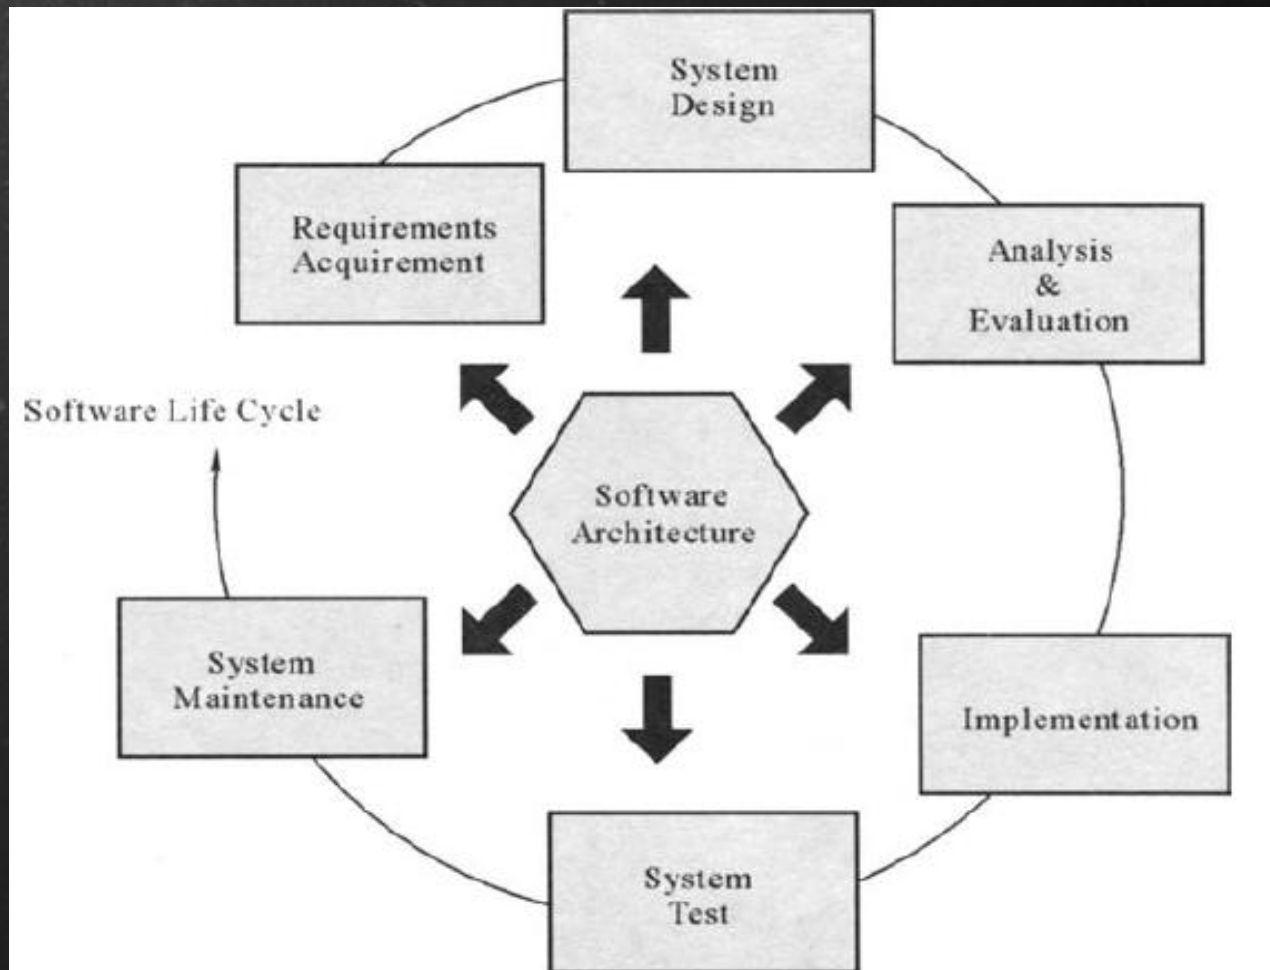 System
Design
Requirements
Acquirement
Analysis
&
Evaluation
Software Life Cycle
Software
Architecture
System
Maintenance
Implementation
System
Test